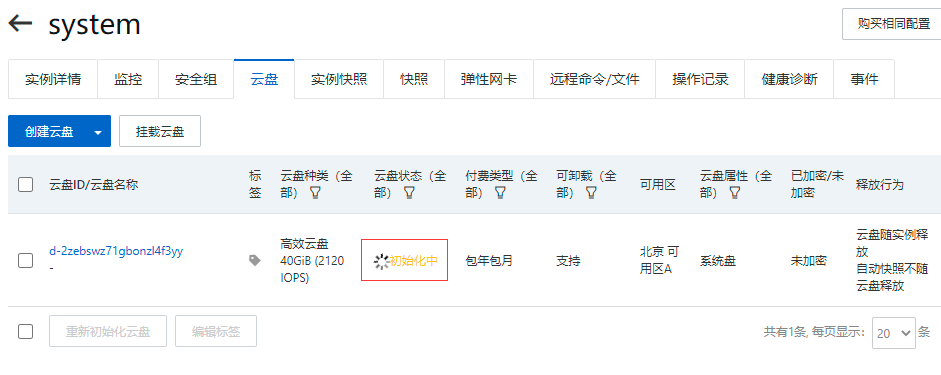 system
购买相同配置
实例详情 监控 安全组 云盘 实例快照 快照 弹性网卡 远程命令/文件 操作记录 健康诊断 事件
创建云盘 挂载云盘
云盘ID/云盘名称 标签 云盘种类（全部） 云盘状态（全部） 付费类型（全部） 可卸载（全部） 可用区 云盘属性（全部） 已加密/未加密 释放行为
d-2zebswz71gbonzl4f3yy
-
高效云盘
40GiB (2120
IOPS)
初始化中
包年包月
支持
北京 可
用区A
系统盘
未加密
云盘随实例释
放
自动快照不随
云盘释放
重新初始化云盘 编辑标签
共有1条, 每页显示: 20 条